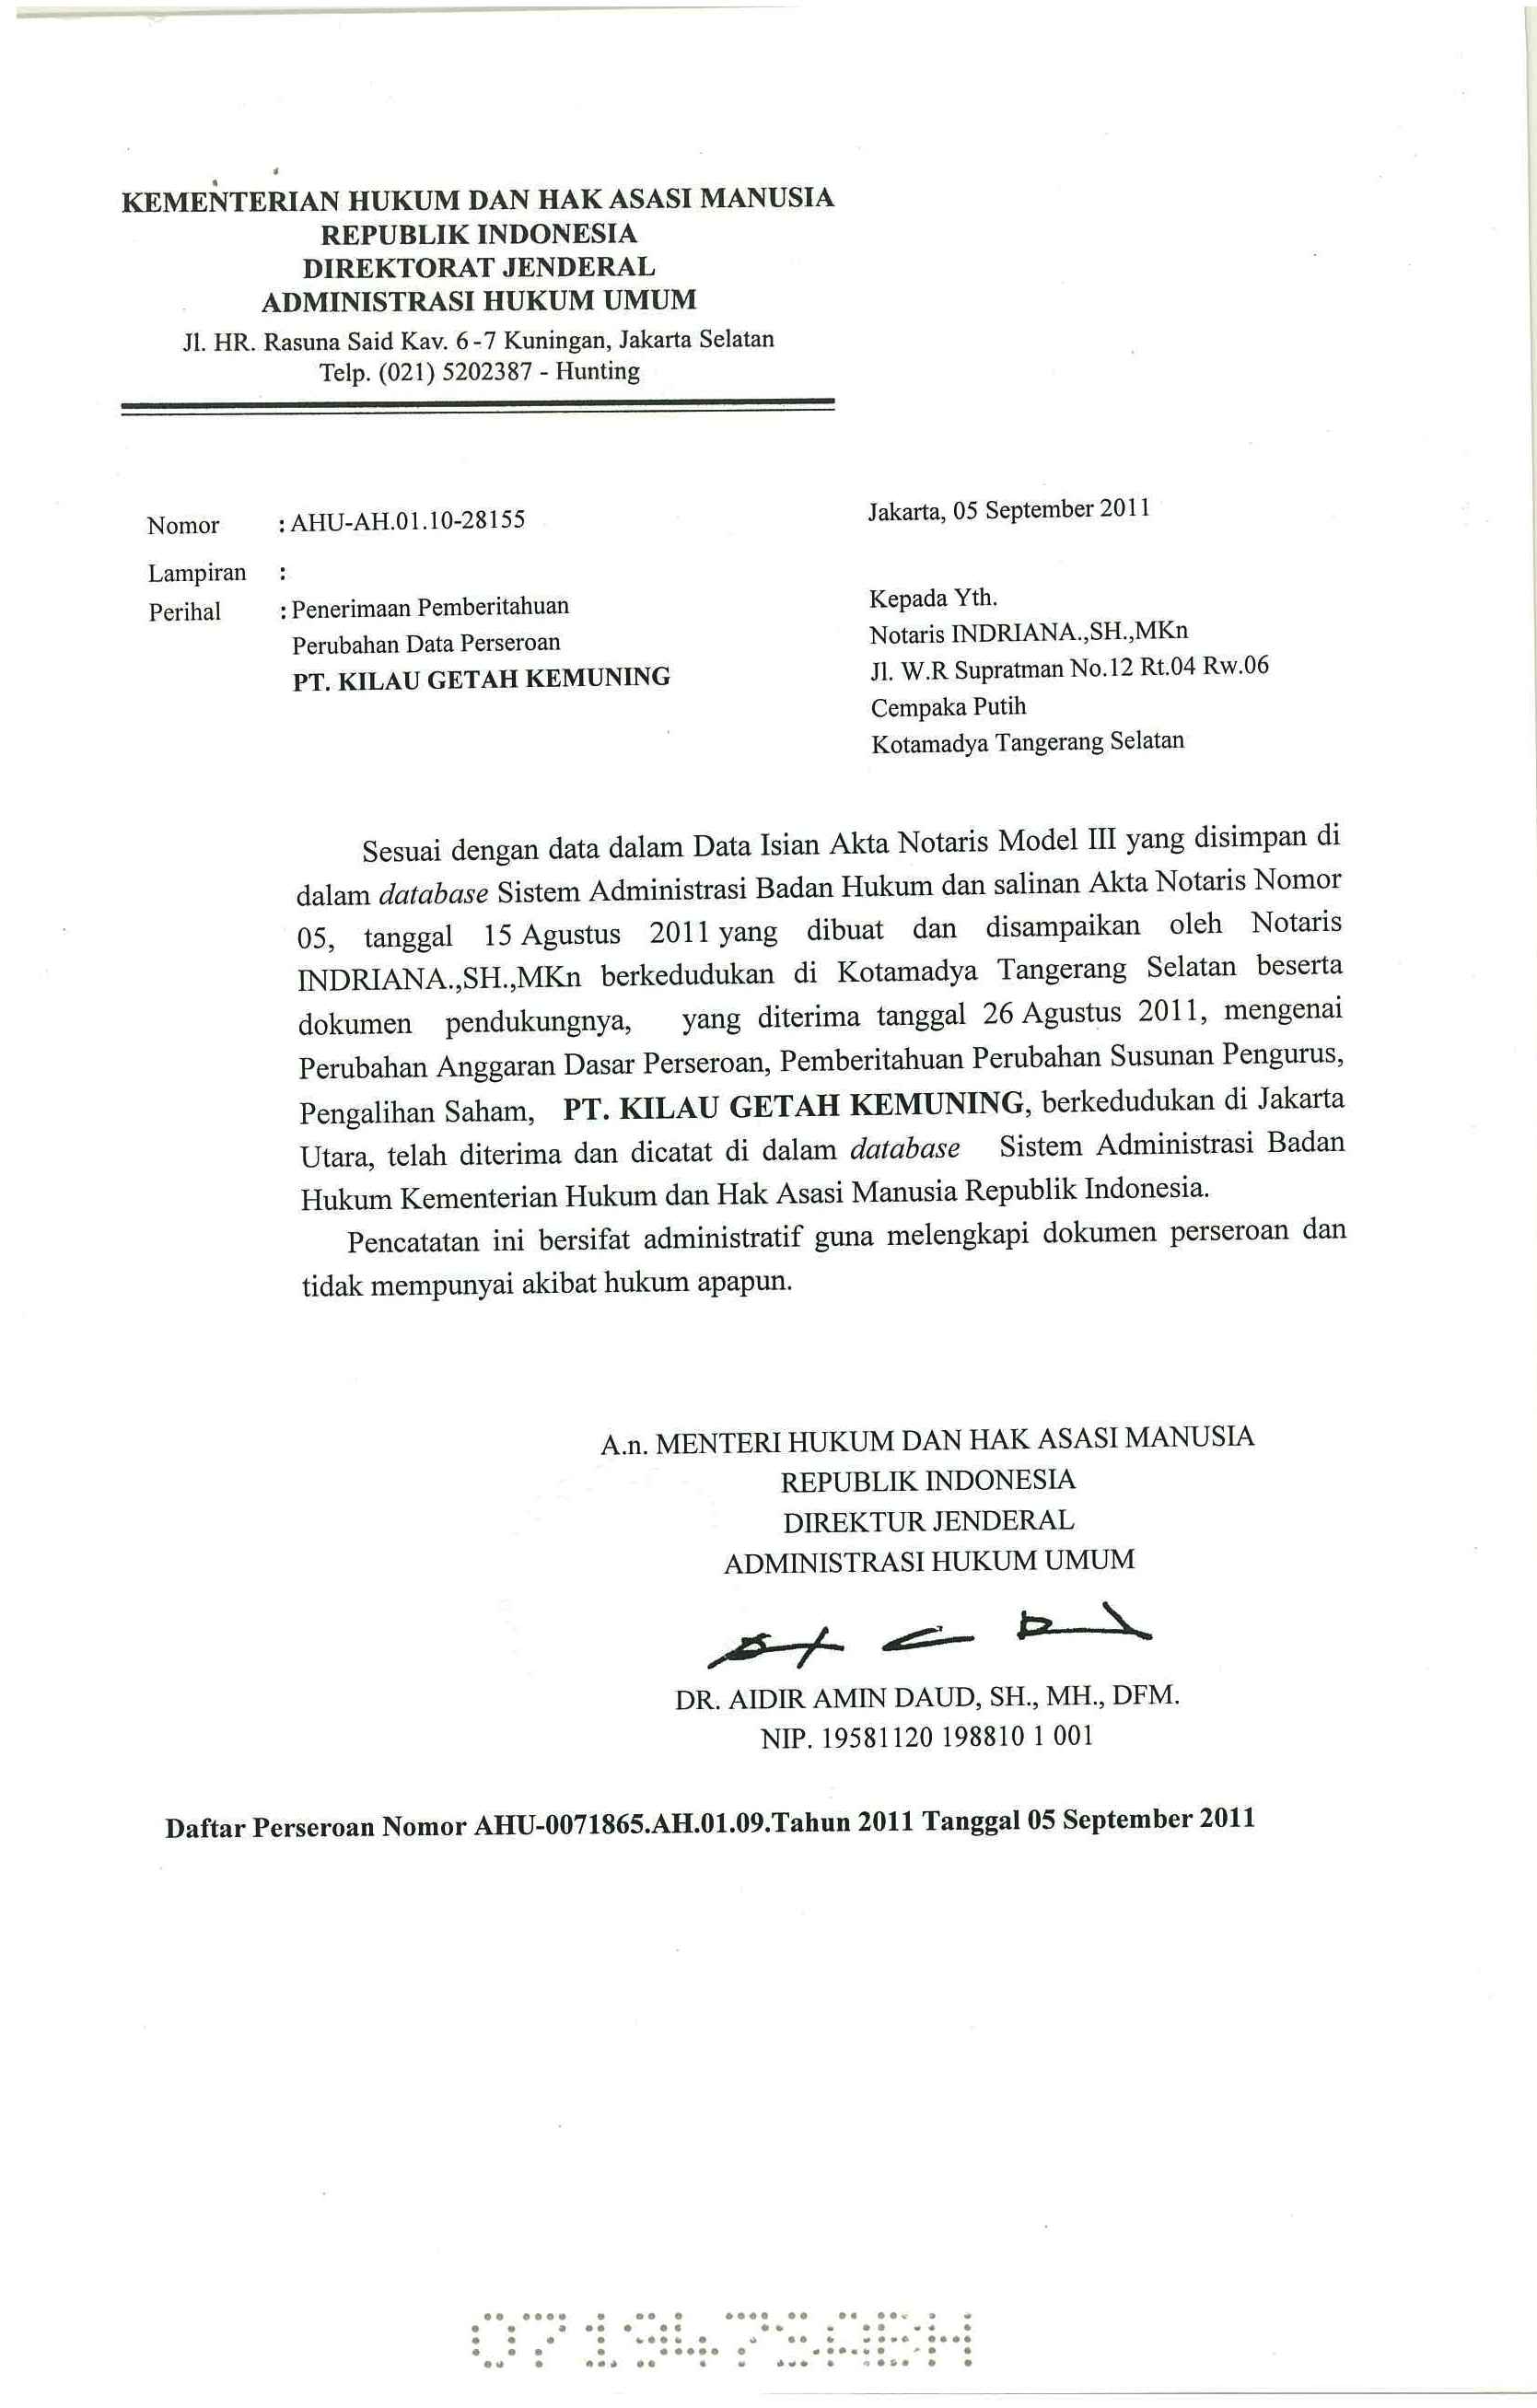 KEMENTERIAN HUKUM DAN HAK ASASI MANUSIA
REPUBLIK INDONESIA
DIREKTORAT JENDERAL
ADMINISTRASI HUKUM UMUM
Jl. HR. Rasuna Said Kav. 6-7 Kuningan, Jakarta Selatan
Telp. (021) 5202387 - Hunting
Nomor : AHU-AH.01.10-28155
Lampiran :
Perihal : Penerimaan Pemberitahuan
Perubahan Data Perseroan
PT. KILAU GETAH KEMUNING
Jakarta, 05 September 2011
Kepada Yth.
Notaris INDRIANA.,SH.,MKn
Jl. W.R Supratman No.12 Rt.04 Rw.06
Cempaka Putih
Kotamadya Tangerang Selatan
Sesuai dengan data dalam Data Isian Akta Notaris Model III yang disimpan di
dalam database Sistem Administrasi Badan Hukum dan salinan Akta Notaris Nomor
05, tanggal 15 Agustus 2011 yang dibuat dan disampaikan oleh Notaris
INDRIANA.,SH.,MKn berkedudukan di Kotamadya Tangerang Selatan beserta
dokumen pendukungnya, yang diterima tanggal 26 Agustus 2011, mengenai
Perubahan Anggaran Dasar Perseroan, Pemberitahuan Perubahan Susunan Pengurus,
Pengalihan Saham, PT. KILAU GETAH KEMUNING, berkedudukan di Jakarta
Utara, telah diterima dan dicatat di dalam database Sistem Administrasi Badan
Hukum Kementerian Hukum dan Hak Asasi Manusia Republik Indonesia.
Pencatatan ini bersifat administratif guna melengkapi dokumen perseroan dan
tidak mempunyai akibat hukum apapun.
A.n. MENTERI HUKUM DAN HAK ASASI MANUSIA
REPUBLIK INDONESIA
DIREKTUR JENDERAL
ADMINISTRASI HUKUM UMUM
DR. AIDIR AMIN DAUD, SH., MH., DFM.
NIP. 19581120 198810 1 001
Daftar Perseroan Nomor AHU-0071865.AH.01.09.Tahun 2011 Tanggal 05 September 2011